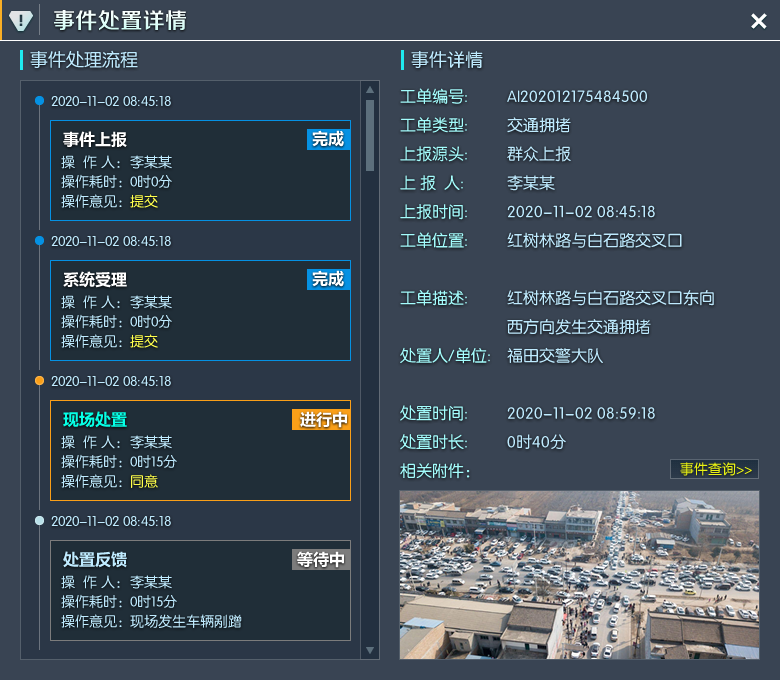 事件处置详情
事件处理流程
2020-11-02 08:45:18
事件上报 完成
操 作 人：李某某
操作耗时：0时0分
操作意见：提交
2020-11-02 08:45:18
系统受理 完成
操 作 人：李某某
操作耗时：0时0分
操作意见：提交
2020-11-02 08:45:18
现场处置 进行中
操 作 人：李某某
操作耗时：0时15分
操作意见：同意
2020-11-02 08:45:18
处置反馈 等待中
操 作 人：李某某
操作耗时：0时15分
操作意见：现场发生车辆剐蹭
事件详情
工单编号: AI202012175484500
工单类型: 交通拥堵
上报源头: 群众上报
上 报 人: 李某某
上报时间: 2020-11-02 08:45:18
工单位置: 红树林路与白石路交叉口
工单描述: 红树林路与白石路交叉口东向
西方向发生交通拥堵
处置人/单位: 福田交警大队
处置时间: 2020-11-02 08:59:18
处置时长: 0时40分
相关附件：
事件查询>>